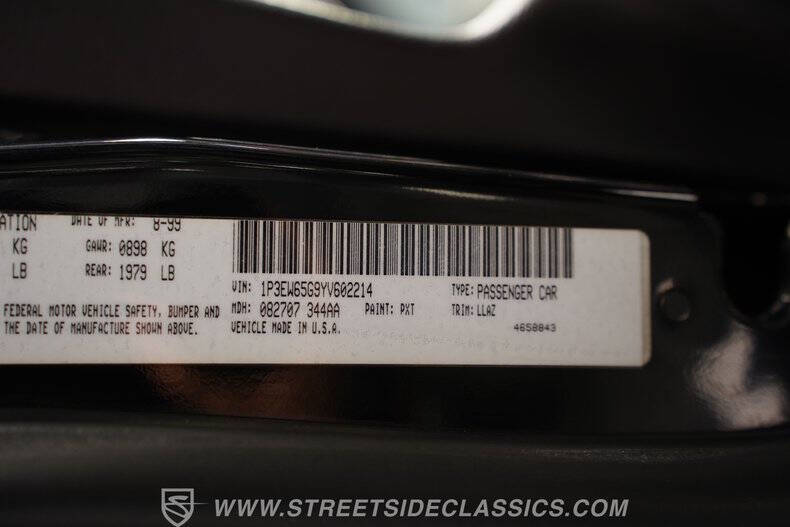 ATION DATE OF MFR: 8-99
KG GAWR: 0898 KG
LB REAR: 1979 LB
VIN: 1P3EW65G9YV602214 TYPE: PASSENGER CAR
FEDERAL MOTOR VEHICLE SAFETY, BUMPER AND MDH: 082707 344AA PAINT: PXT TRIM: LLAZ
THE DATE OF MANUFACTURE SHOWN ABOVE. VEHICLE MADE IN U.S.A. 4658843
WWW.STREETSIDECLASSICS.COM